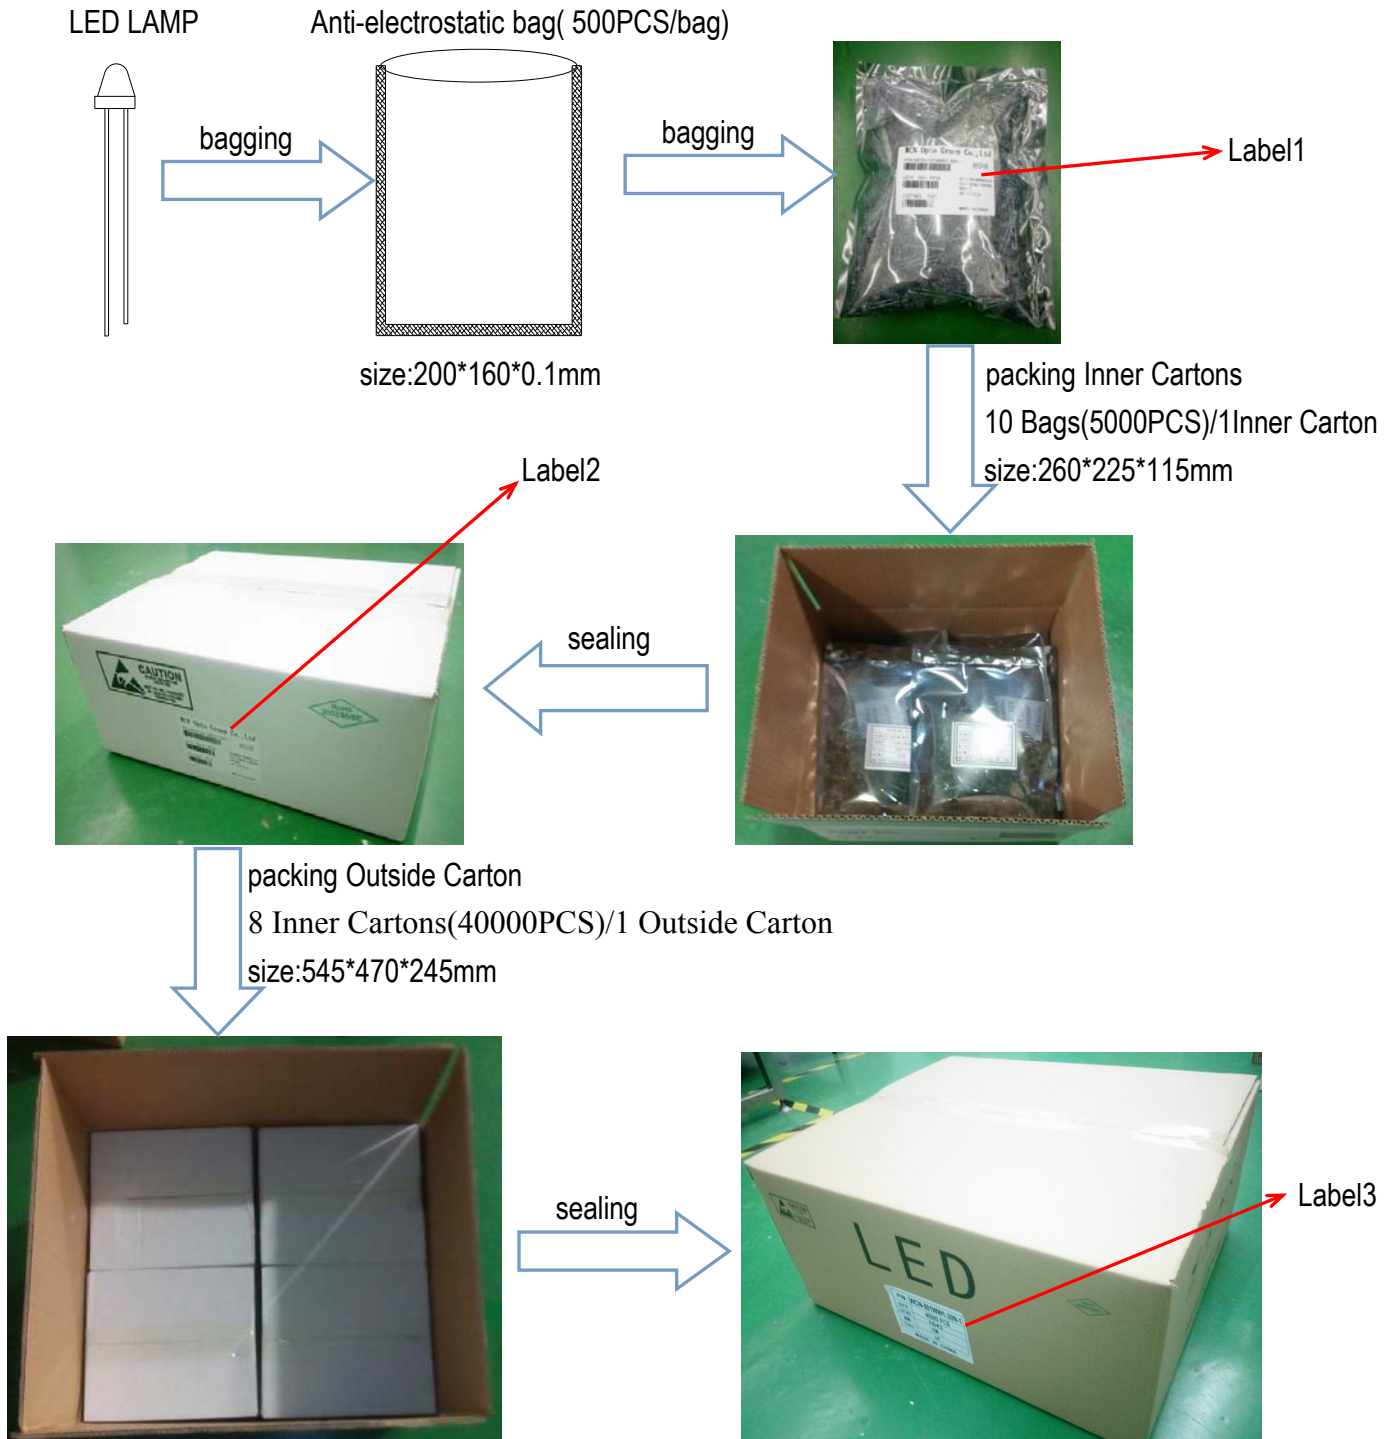 LED LAMP
Anti-electrostatic bag( 500PCS/bag)
bagging
bagging
Label1
size:200*160*0.1mm
packing Inner Cartons
10 Bags(5000PCS)/1Inner Carton
size:260*225*115mm
Label2
sealing
CAUTION
packing Outside Carton
8 Inner Cartons(40000PCS)/1 Outside Carton
size:545*470*245mm
sealing
Label3
LED